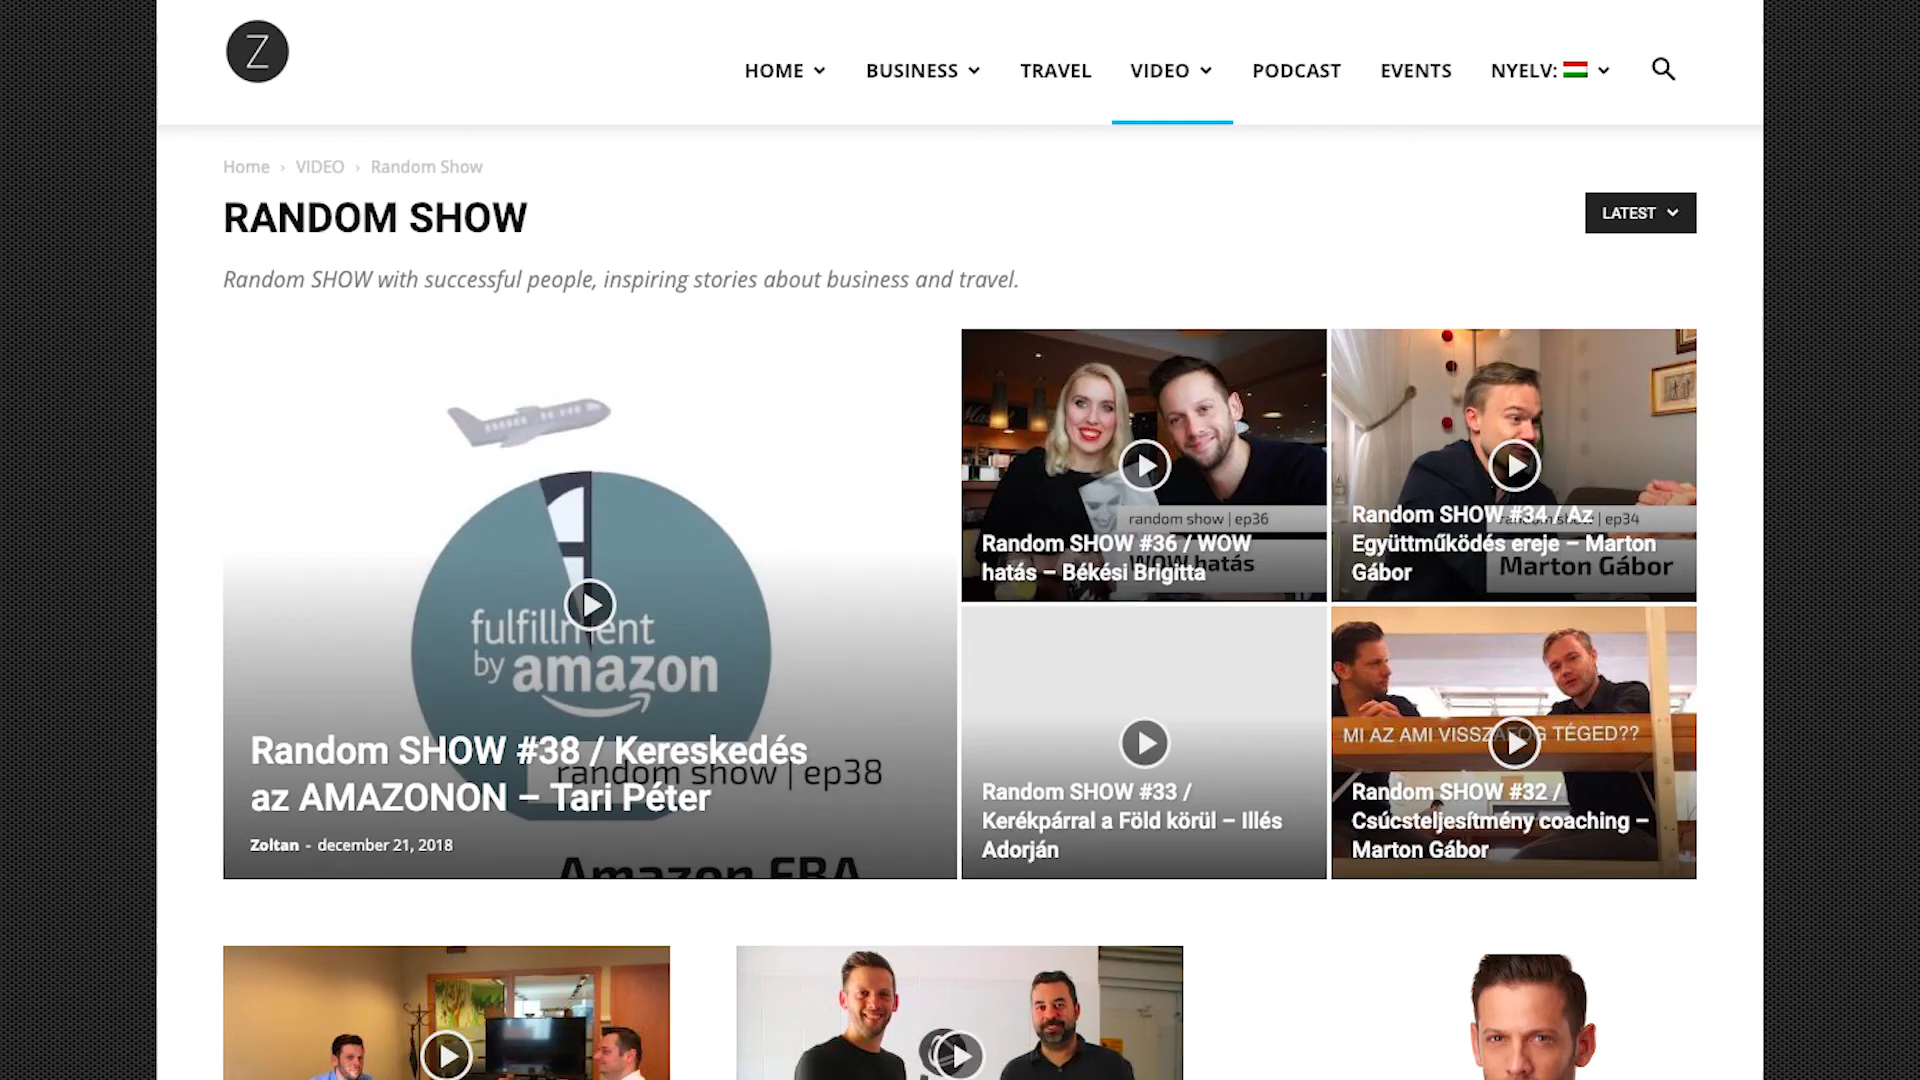 Z
HOME BUSINESS TRAVEL VIDEO PODCAST EVENTS NYELV:
Home › VIDEO › Random Show
RANDOM SHOW
LATEST
Random SHOW with successful people, inspiring stories about business and travel.
fulfillment
by amazon
random show | ep38
Amazon FBA
Random SHOW #38 / Kereskedés
az AMAZONON – Tari Péter
Zoltan - december 21, 2018
random show | ep36
WOW hatás
Random SHOW #36 / WOW
hatás – Békési Brigitta
random show | ep34
Marton Gábor
Random SHOW #34 / Az
Együttműködés ereje – Marton
Gábor
Random SHOW #33 /
Kerékpárral a Föld körül – Illés
Adorján
MI AZ AMI VISSZAFOG TÉGED??
Random SHOW #32 /
Csúcsteljesítmény coaching –
Marton Gábor